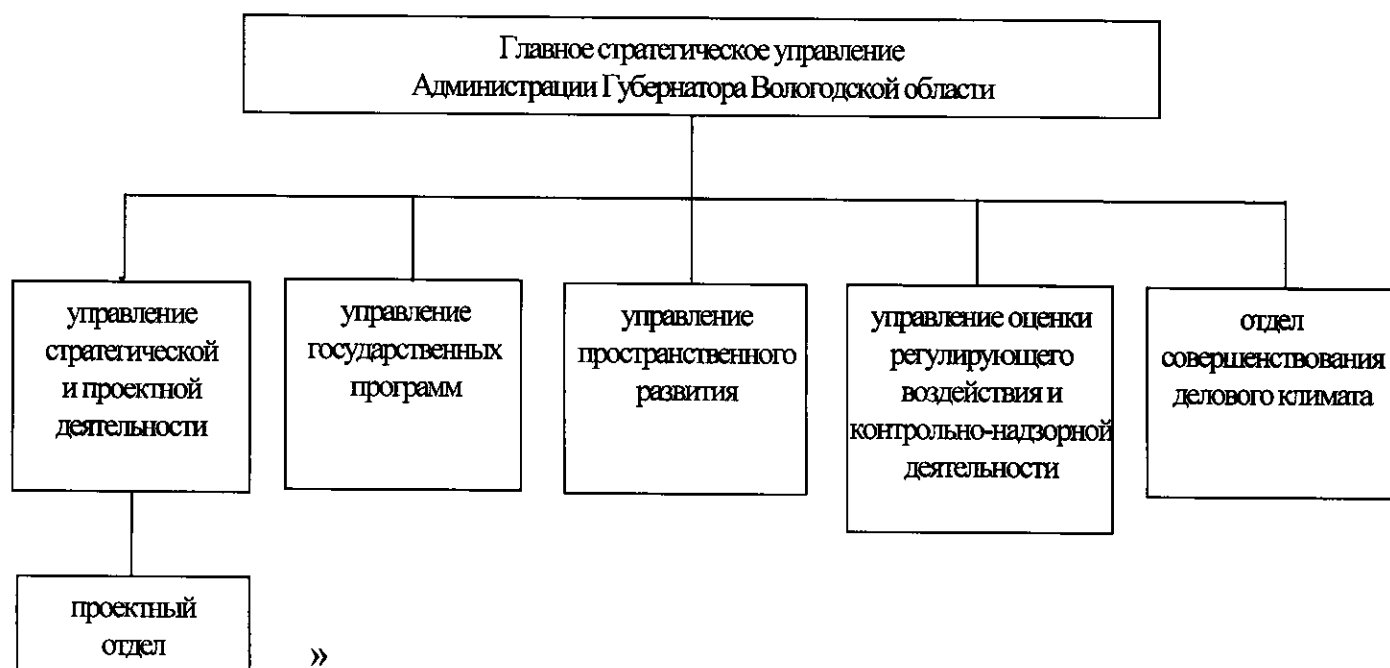 Главное стратегическое управление
Администрации Губернатора Вологодской области
управление
стратегической
и проектной
деятельности
управление
государственных
программ
управление
пространственного
развития
управление оценки
регулирующего
воздействия и
контрольно-надзорной
деятельности
отдел
совершенствования
делового климата
проектный
отдел
»